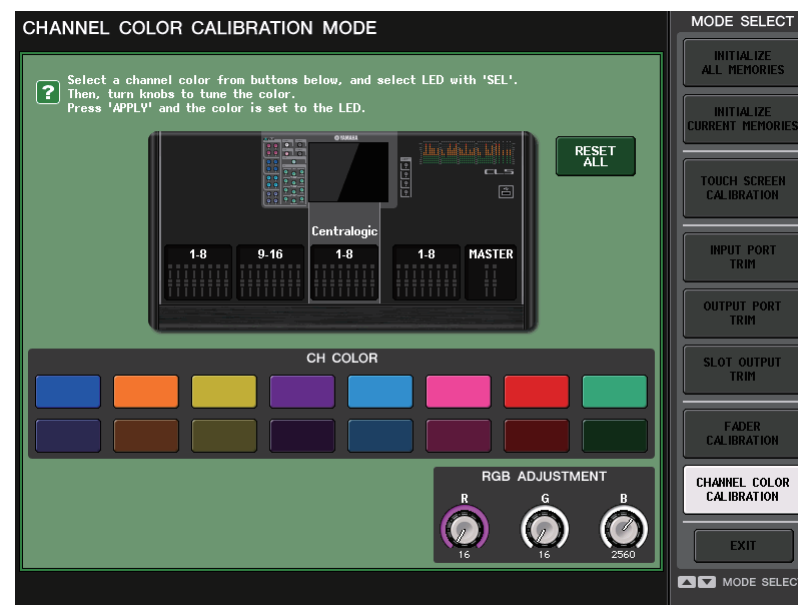 CHANNEL COLOR CALIBRATION MODE
Select a channel color from buttons below, and select LED with 'SEL'.
Then, turn knobs to tune the color.
Press 'APPLY' and the color is set to the LED.
?
YAMAHA
CL5
RESET
ALL
Centralogic
1-8
9-16
1-8
1-8
MASTER
CH COLOR
RGB ADJUSTMENT
R
G
B
16
16
2560
MODE SELECT
INITIALIZE
ALL MEMORIES
INITIALIZE
CURRENT MEMORIES
TOUCH SCREEN
CALIBRATION
INPUT PORT
TRIM
OUTPUT PORT
TRIM
SLOT OUTPUT
TRIM
FADER
CALIBRATION
CHANNEL COLOR
CALIBRATION
EXIT
MODE SELEC